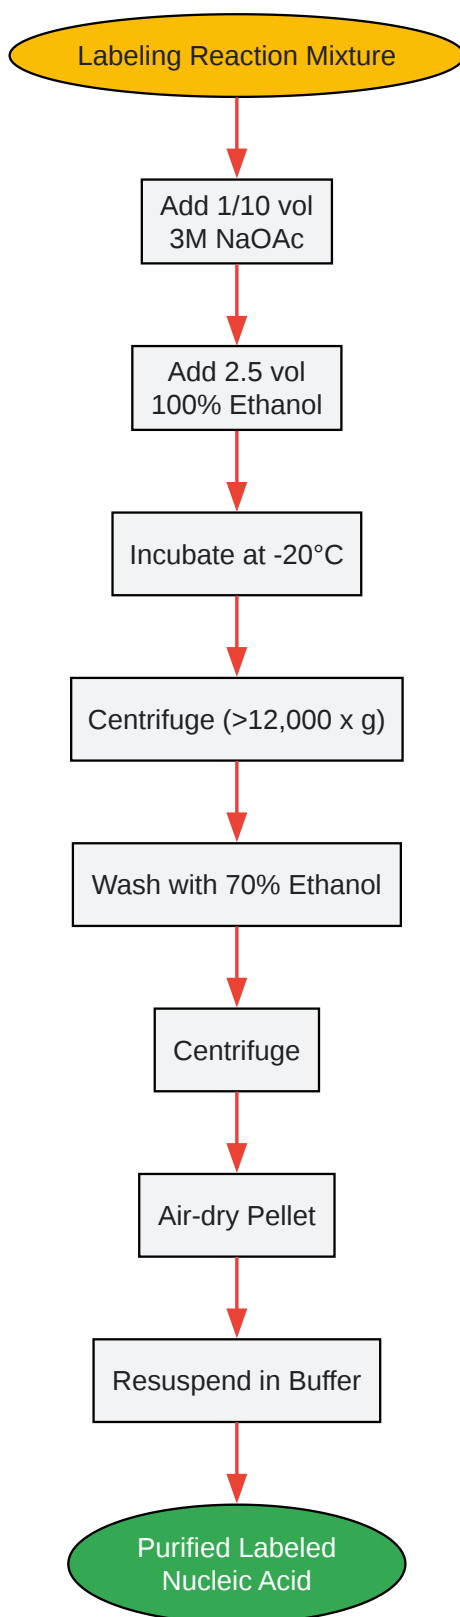 Labeling Reaction Mixture
Add 1/10 vol
3M NaOAc
Add 2.5 vol
100% Ethanol
Incubate at -20°C
Centrifuge (>12,000 x g)
Wash with 70% Ethanol
Centrifuge
Air-dry Pellet
Resuspend in Buffer
Purified Labeled
Nucleic Acid